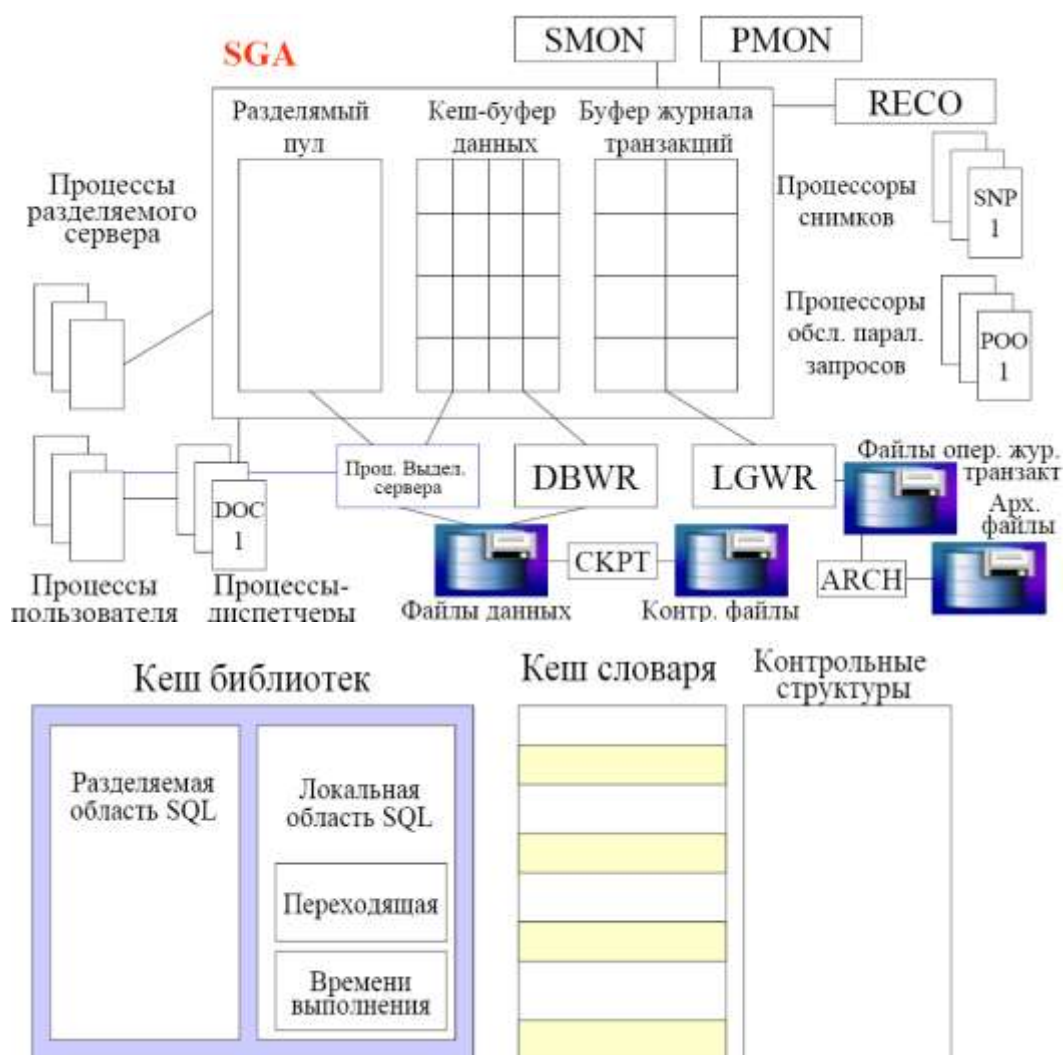 SMON
PMON
SGA
RECO
Разделямый
пул
Кеш-буфер
данных
Буфер журнала
транзакций
Процессы
разделяемого
сервера
Процессоры
снимков
SNP
1
Процессоры
обсл. парал.
запросов
POO
1
Проц. Выдел.
сервера
DBWR
LGWR
Файлы опер. жур.
транзакт
Арх.
файлы
DOC
1
CKPT
ARCH
Процессы
пользователя
Процессы-
диспетчеры
Файлы данных
Контр. файлы
Кеш библиотек
Кеш словаря
Контрольные
структуры
Разделяемая
область SQL
Локальная
область SQL
Переходящая
Времени
выполнения